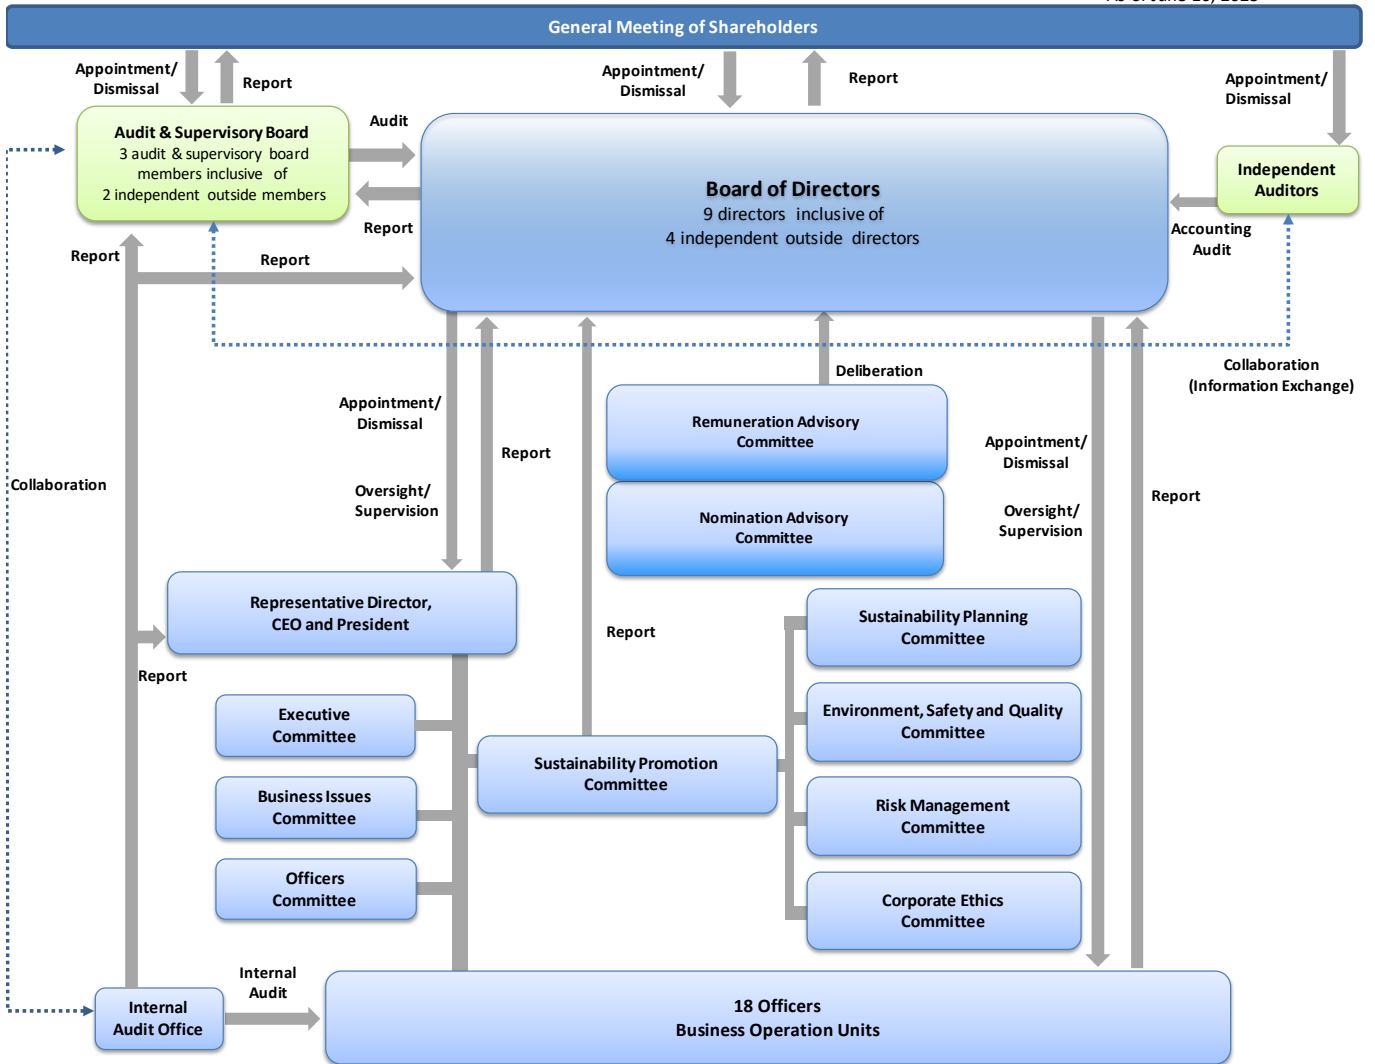 General Meeting of Shareholders
Appointment/
Dismissal
Report
Appointment/
Dismissal
Report
Appointment/
Dismissal
Audit & Supervisory Board
3 audit & supervisory board
members inclusive of
2 independent outside members
Audit
Report
Board of Directors
9 directors inclusive of
4 independent outside directors
Independent
Auditors
Accounting
Audit
Report
Report
Collaboration
(Information Exchange)
Deliberation
Appointment/
Dismissal
Report
Remuneration Advisory
Committee
Appointment/
Dismissal
Collaboration
Oversight/
Supervision
Nomination Advisory
Committee
Oversight/
Supervision
Report
Representative Director,
CEO and President
Report
Report
Sustainability Planning
Committee
Executive
Committee
Environment, Safety and Quality
Committee
Sustainability Promotion
Committee
Business Issues
Committee
Risk Management
Committee
Officers
Committee
Corporate Ethics
Committee
Internal
Audit
Internal
Audit Office
18 Officers
Business Operation Units